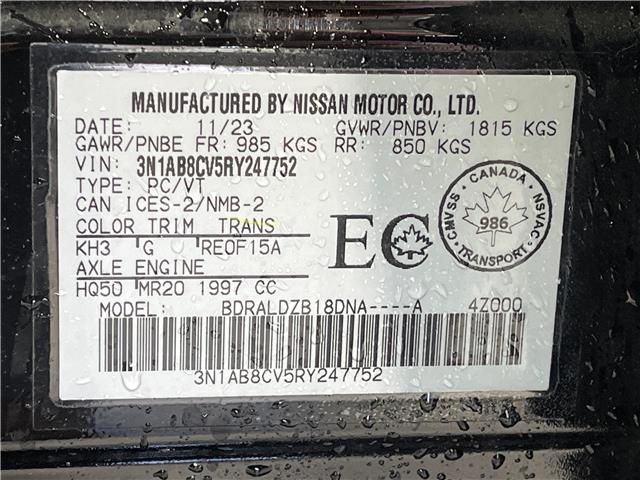 MANUFACTURED BY NISSAN MOTOR CO., LTD.
DATE: 11/23 GVWR/PNBV: 1815 KGS
GAWR/PNBE FR: 985 KGS RR: 850 KGS
VIN: 3N1AB8CV5RY247752
TYPE: PC/VT
CAN ICES-2/NMB-2
COLOR TRIM TRANS
KH3 G RE0F15A
AXLE ENGINE
HQ50 MR20 1997 CC
MODEL: BDRALDZB18DNA----A 4Z000
3N1AB8CV5RY247752
EC
CANADA
CMVSS 986 NSVAC
TRANSPORT